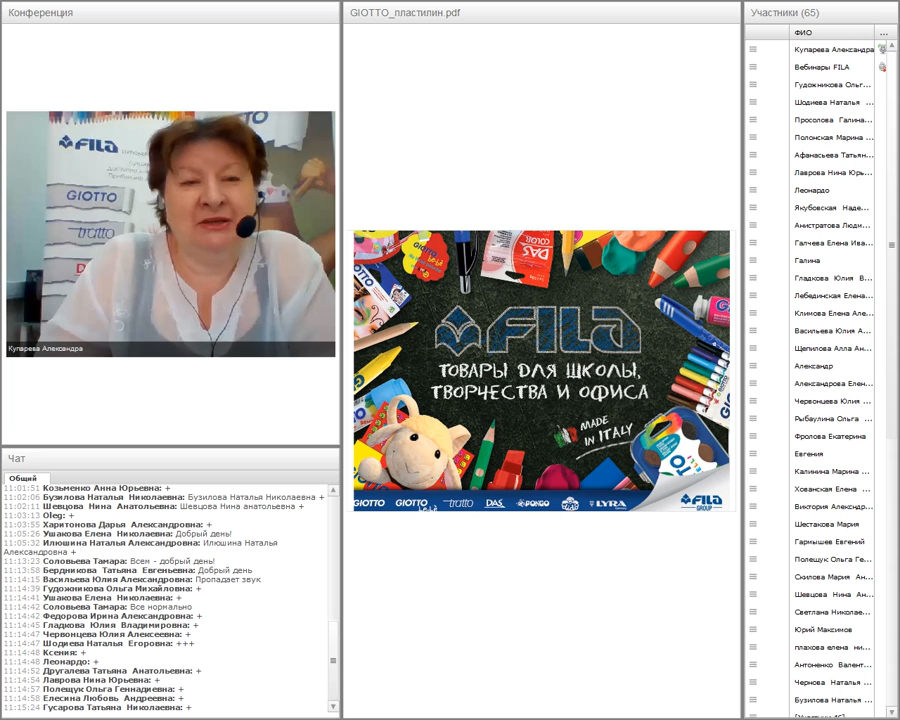 Конференция
FILA
GIOTTO
tratto
Купарева Александра
GIOTTO_пластилин.pdf
FILA
ТОВАРЫ ДЛЯ ШКОЛЫ,
ТВОРЧЕСТВА И ОФИСА
MADE
IN ITALY
GIOTTO GIOTTO tratto DAS PONGO LYRA FILA
GROUP
Чат
Общий
11:01:51 Козьменко Анна Юрьевна: +
11:02:06 Бузилова Наталья Николаевна: Бузилова Наталья Николаевна +
11:02:11 Шевцова Нина Анатольевна: Шевцова Нина анатольевна +
11:03:13 Oleg: +
11:03:55 Харитонова Дарья Александровна: +
11:05:26 Ушакова Елена Николаевна: Добрый день!
11:05:32 Илюшина Наталья Александровна: Илюшина Наталья
Александровна +
11:13:23 Соловьева Тамара: Всем - добрый день!
11:13:58 Бердникова Татьяна Евгеньевна: Добрый день
11:14:15 Васильева Юлия Александровна: Пропадает звук
11:14:39 Гудожникова Ольга Михайловна: +
11:14:41 Ушакова Елена Николаевна: +
11:14:42 Соловьева Тамара: Все нормально
11:14:42 Федорова Ирина Александровна: +
11:14:45 Гладкова Юлия Владимировна: +
11:14:47 Червонцева Юлия Алексеевна: +
11:14:47 Шодиева Наталья Егоровна: +++
11:14:48 Ксения: +
11:14:48 Леонардо: +
11:14:52 Другалева Татьяна Анатольевна: +
11:14:54 Лаврова Нина Юрьевна: +
11:14:57 Полещук Ольга Геннадиевна: +
11:14:58 Елесина Любовь Андреевна: +
11:15:24 Гусарова Татьяна Николаевна: +
Участники (65)
ФИО ...
Купарева Александра
Вебинары FILA
Гудожникова Ольг...
Шодиева Наталья ...
Просолова Галина...
Полонская Марина ...
Афанасьева Татьян...
Лаврова Нина Юрь...
Леонардо
Якубовская Наде...
Анистратова Людм...
Галчева Елена Ива...
Галина
Гладкова Юлия В...
Лебединская Елена...
Климова Елена Але...
Васильева Юлия А...
Щепилова Алла Ан...
Александр
Александрова Елен...
Червонцева Юлия ...
Рыбаулина Ольга ...
Фролова Екатерина
Евгения
Калинина Марина ...
Хованская Елена ...
Виктория Александр...
Шестакова Мария
Гармышев Евгений
Полещук Ольга Ге...
Скилова Мария Ан...
Шевцова Нина Ан...
Светлана Николае...
Юрий Максимов
плахова елена ни...
Антоненко Валент...
Чернова Наталья ...
Бузилова Наталья ...